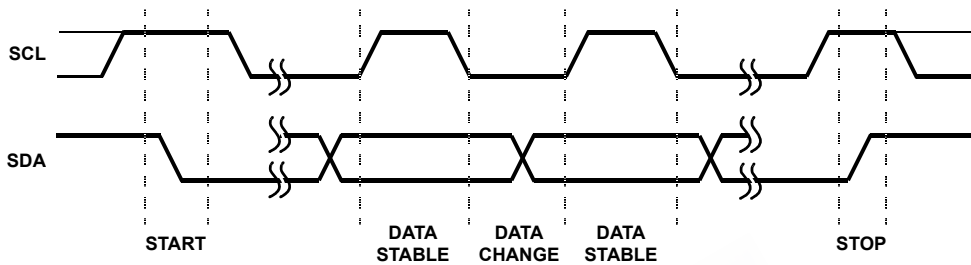 SCL
SDA
START
DATA STABLE
DATA CHANGE
DATA STABLE
STOP